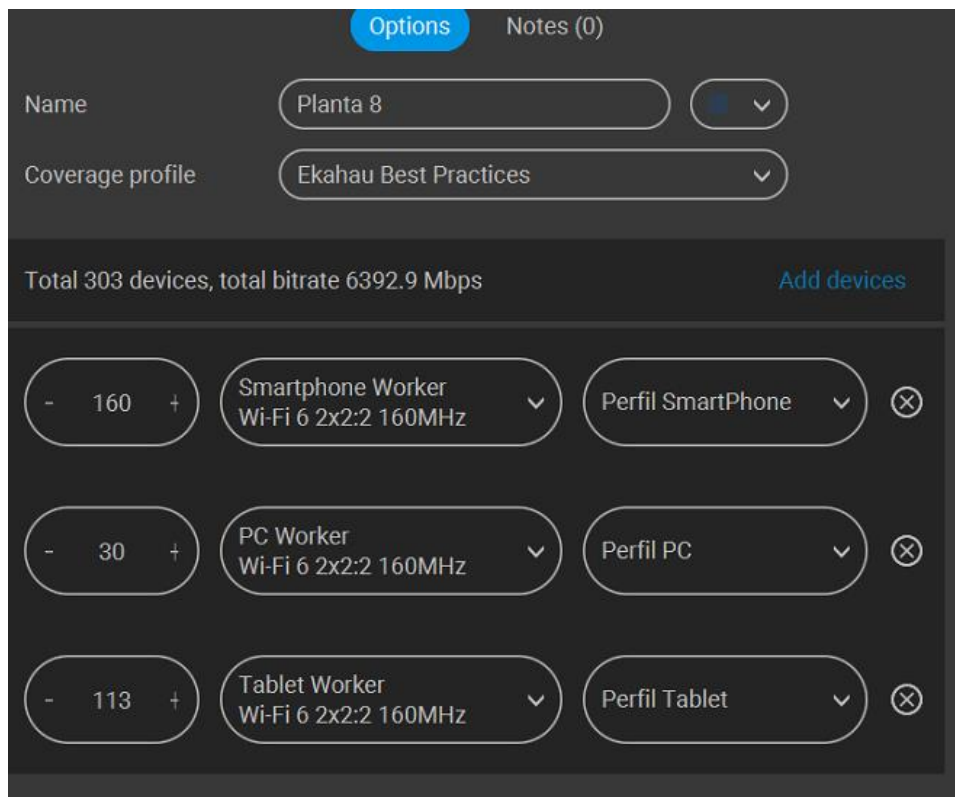 Options Notes (0)
Name Planta 8
Coverage profile Ekahau Best Practices
Total 303 devices, total bitrate 6392.9 Mbps Add devices
- 160 + Smartphone Worker Perfil SmartPhone
Wi-Fi 6 2x2:2 160MHz
- 30 + PC Worker Perfil PC
Wi-Fi 6 2x2:2 160MHz
- 113 + Tablet Worker Perfil Tablet
Wi-Fi 6 2x2:2 160MHz